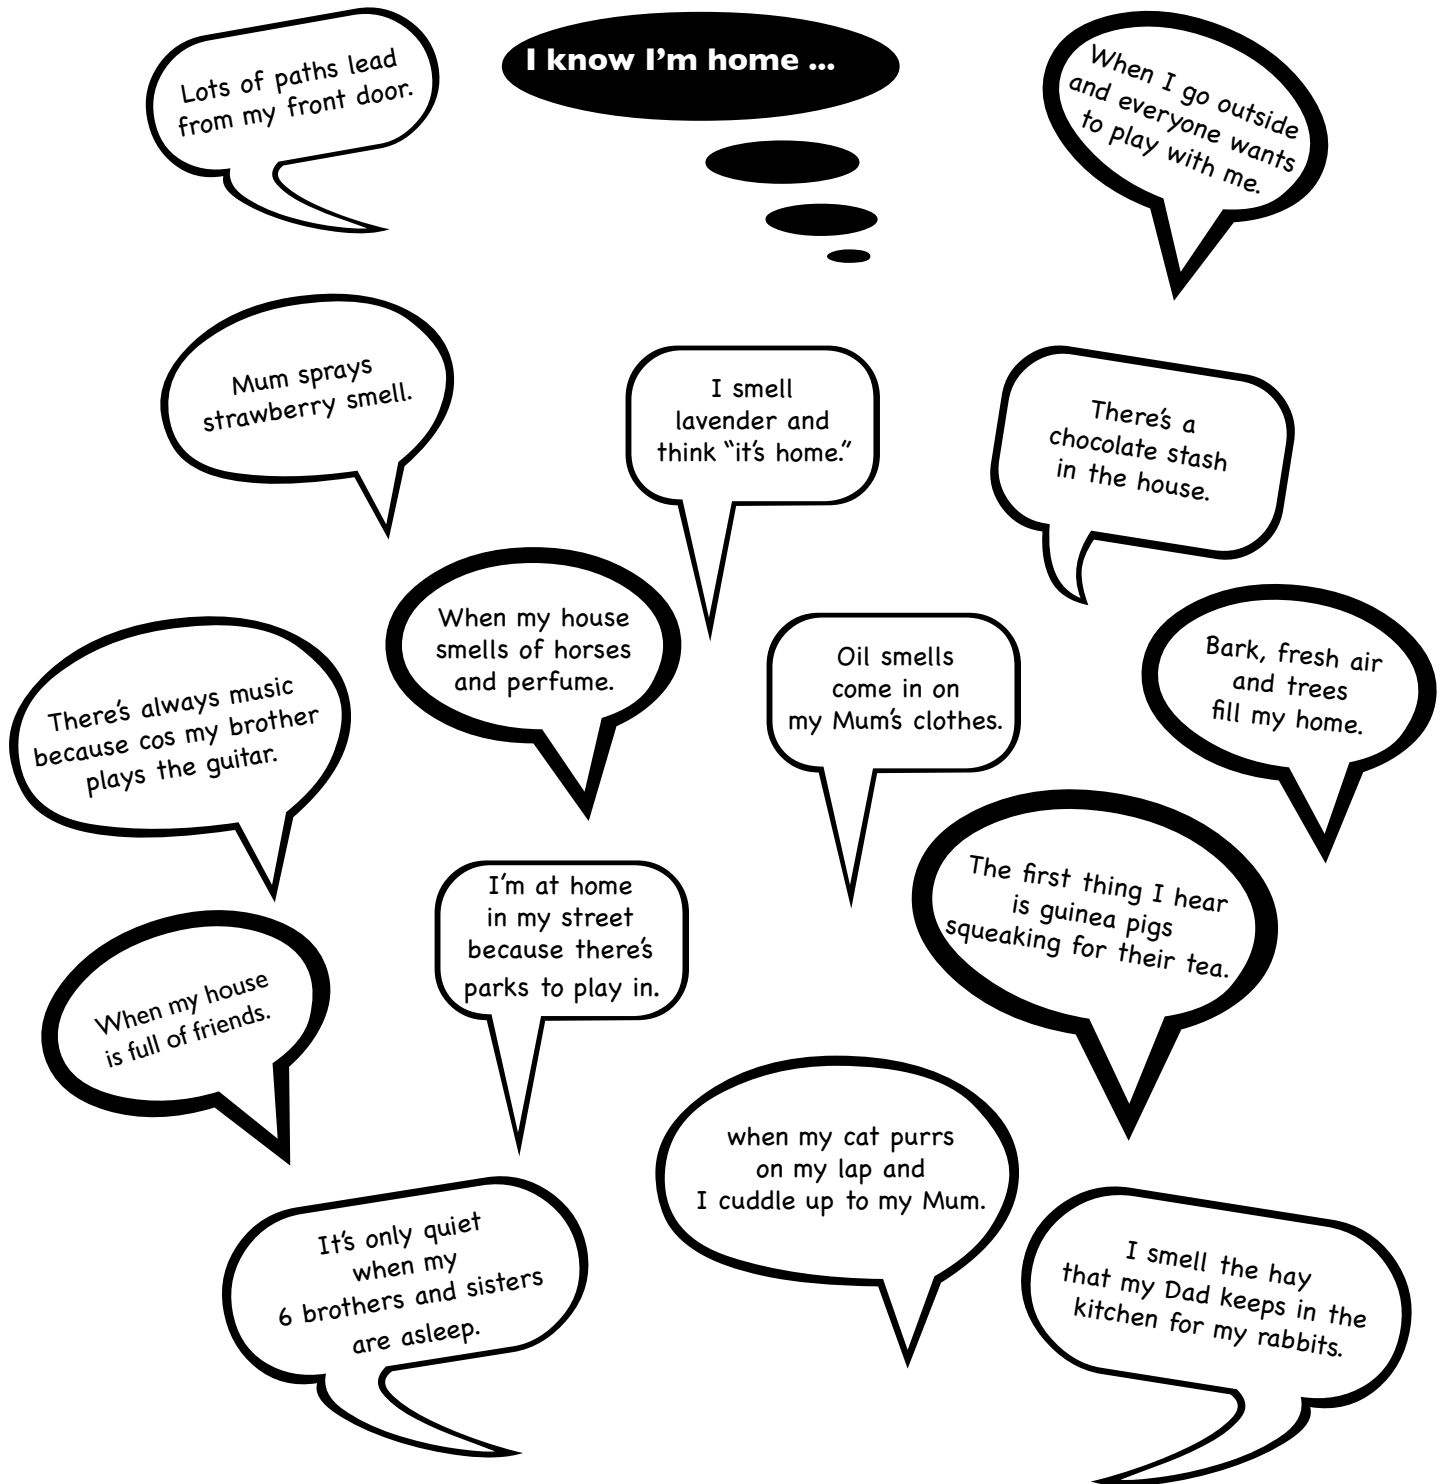 I know I'm home ...
Lots of paths lead
from my front door.
When I go outside
and everyone wants
to play with me.
Mum sprays
strawberry smell.
I smell
lavender and
think “it's home.”
There's a
chocolate stash
in the house.
When my house
smells of horses
and perfume.
Oil smells
come in on
my Mum's clothes.
Bark, fresh air
and trees
fill my home.
There's always music
because cos my brother
plays the guitar.
I'm at home
in my street
because there's
parks to play in.
The first thing I hear
is guinea pigs
squeaking for their tea.
When my house
is full of friends.
when my cat purrs
on my lap and
I cuddle up to my Mum.
It's only quiet
when my
6 brothers and sisters
are asleep.
I smell the hay
that my Dad keeps in the
kitchen for my rabbits.